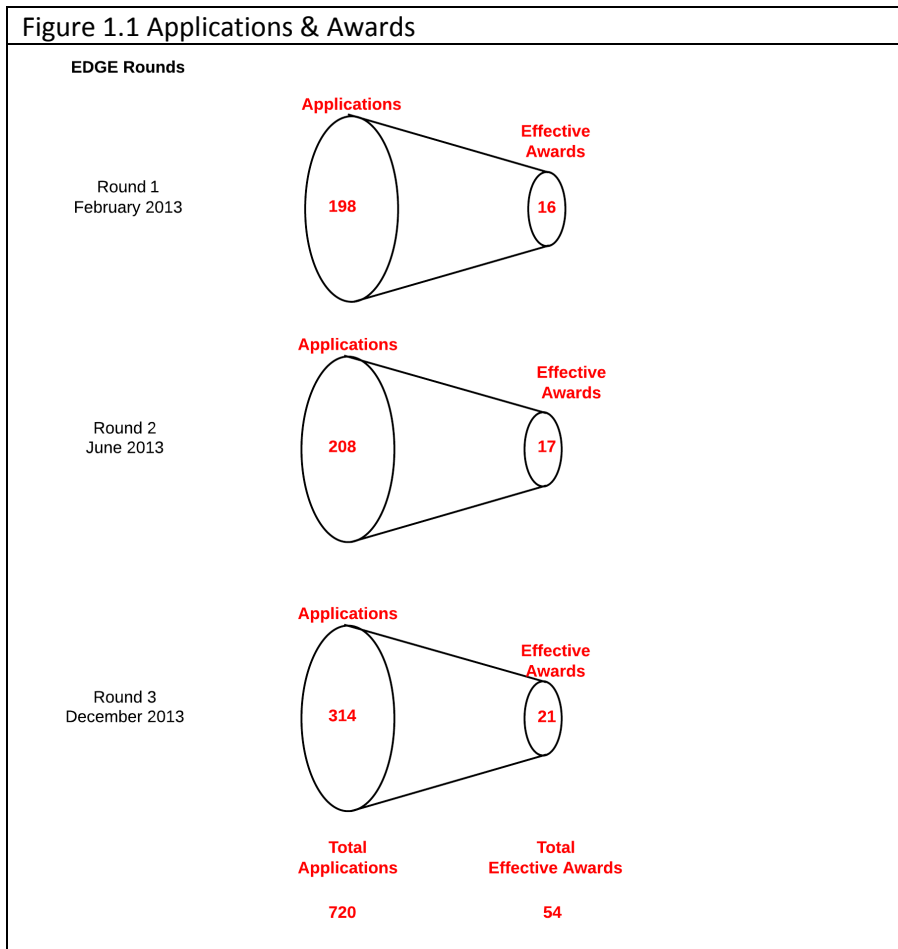 Figure 1.1 Applications & Awards
EDGE Rounds
Applications
Effective
Awards
Round 1
February 2013
198
16
Applications
Effective
Awards
Round 2
June 2013
208
17
Applications
Effective
Awards
Round 3
December 2013
314
21
Total
Applications
Total
Effective Awards
720
54